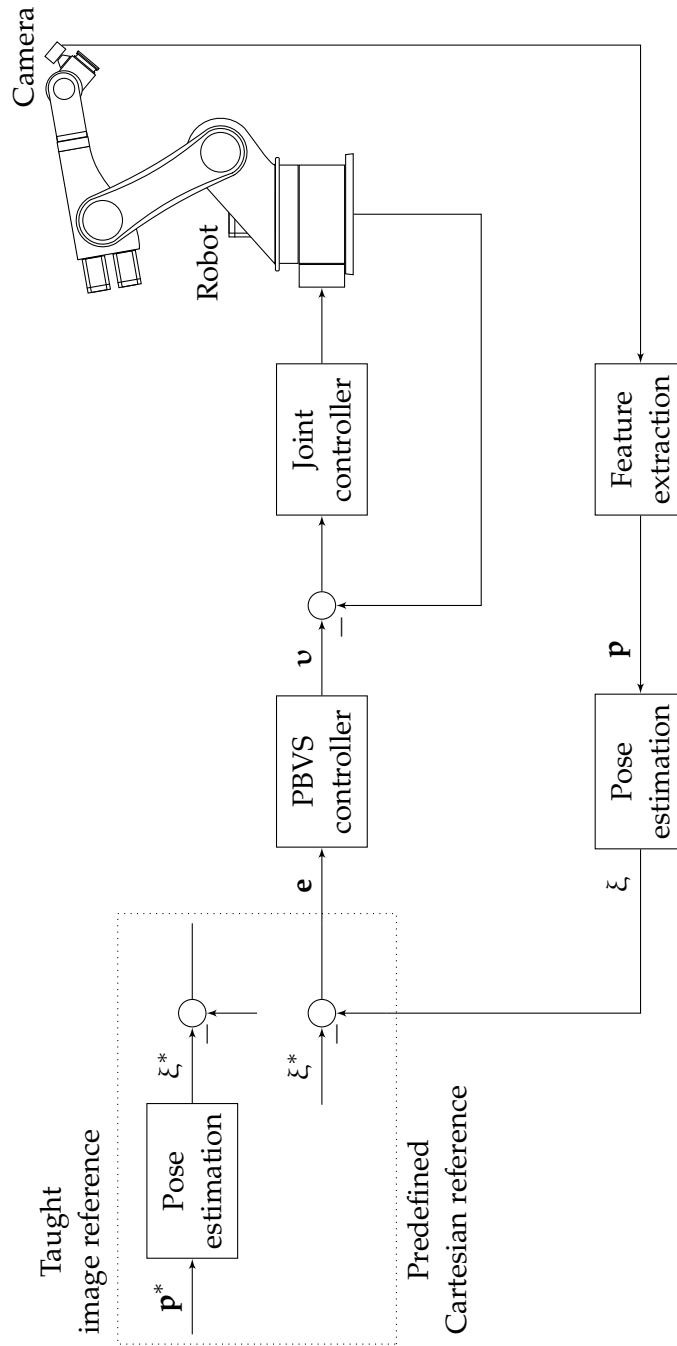 Taught
image reference
p*
Pose
estimation
ξ*
ξ*
Predefined
Cartesian reference
e
PBVS
controller
υ
Joint
controller
Robot
Camera
ξ
Pose
estimation
p
Feature
extraction